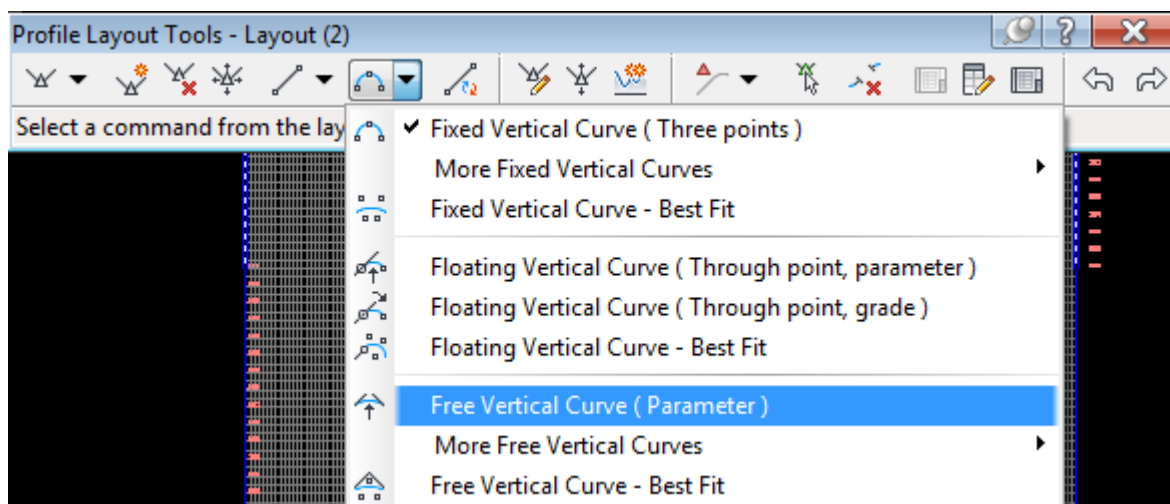 Profile Layout Tools - Layout (2)
Select a command from the lay
Fixed Vertical Curve ( Three points )
More Fixed Vertical Curves
Fixed Vertical Curve - Best Fit
Floating Vertical Curve ( Through point, parameter )
Floating Vertical Curve ( Through point, grade )
Floating Vertical Curve - Best Fit
Free Vertical Curve ( Parameter )
More Free Vertical Curves
Free Vertical Curve - Best Fit